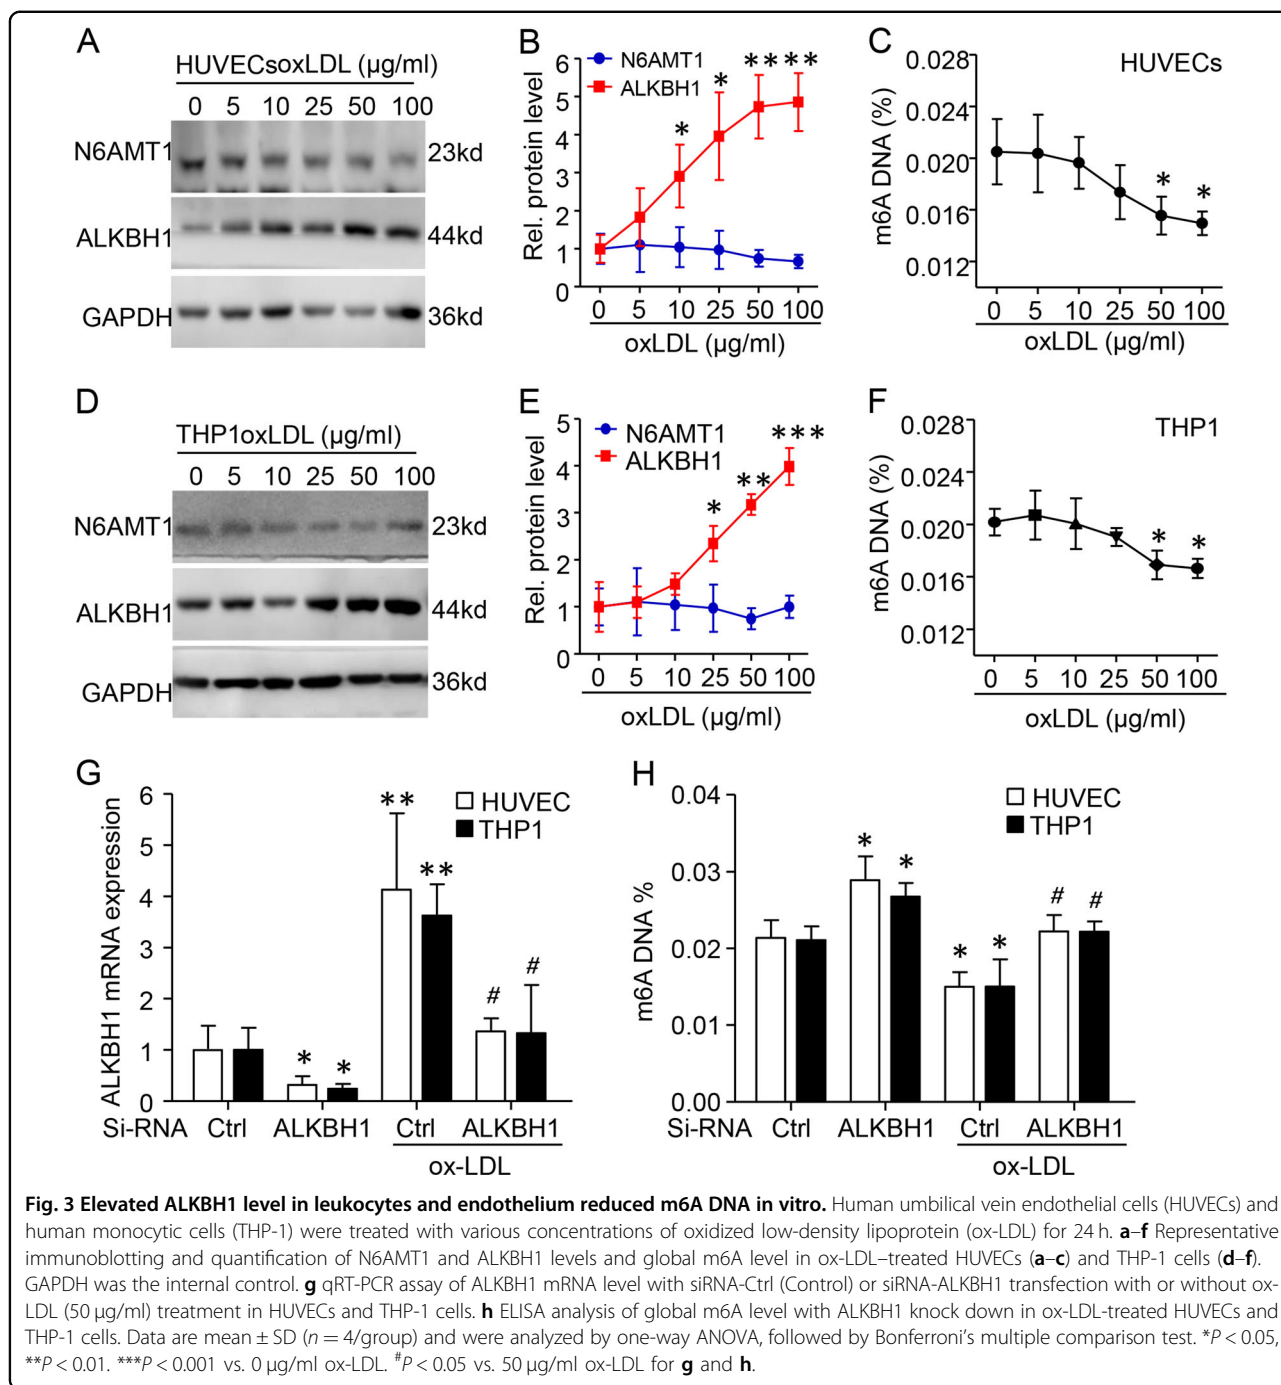 A
HUVECsoxLDL (µg/ml)
0 5 10 25 50 100
N6AMT1 23kd
ALKBH1 44kd
GAPDH 36kd
B
N6AMT1
ALKBH1
* * ** **
Rel. protein level
6
5
4
3
2
1
0
0 5 10 25 50 100
oxLDL (µg/ml)
C
HUVECs
m6A DNA (%)
0.028
0.024
0.020
0.016
0.012
* *
0 5 10 25 50 100
oxLDL (µg/ml)
D
THP1oxLDL (µg/ml)
0 5 10 25 50 100
N6AMT1 23kd
ALKBH1 44kd
GAPDH 36kd
E
N6AMT1
ALKBH1
* ** ***
Rel. protein level
5
4
3
2
1
0
0 5 10 25 50 100
oxLDL (µg/ml)
F
THP1
m6A DNA (%)
0.028
0.024
0.020
0.016
0.012
* *
0 5 10 25 50 100
oxLDL (µg/ml)
G
HUVEC
THP1
ALKBH1 mRNA expression
6
5
4
3
2
1
0
* * ** ** # #
Si-RNA Ctrl ALKBH1 Ctrl ALKBH1
ox-LDL
H
HUVEC
THP1
m6A DNA %
0.04
0.03
0.02
0.01
0.00
* * * * # #
Si-RNA Ctrl ALKBH1 Ctrl ALKBH1
ox-LDL
Fig. 3 Elevated ALKBH1 level in leukocytes and endothelium reduced m6A DNA in vitro. Human umbilical vein endothelial cells (HUVECs) and
human monocytic cells (THP-1) were treated with various concentrations of oxidized low-density lipoprotein (ox-LDL) for 24 h. a–f Representative
immunoblotting and quantification of N6AMT1 and ALKBH1 levels and global m6A level in ox-LDL–treated HUVECs (a–c) and THP-1 cells (d–f).
GAPDH was the internal control. g qRT-PCR assay of ALKBH1 mRNA level with siRNA-Ctrl (Control) or siRNA-ALKBH1 transfection with or without ox-
LDL (50 µg/ml) treatment in HUVECs and THP-1 cells. h ELISA analysis of global m6A level with ALKBH1 knock down in ox-LDL-treated HUVECs and
THP-1 cells. Data are mean ± SD (n = 4/group) and were analyzed by one-way ANOVA, followed by Bonferroni's multiple comparison test. *P < 0.05,
**P < 0.01. ***P < 0.001 vs. 0 µg/ml ox-LDL. #P < 0.05 vs. 50 µg/ml ox-LDL for g and h.